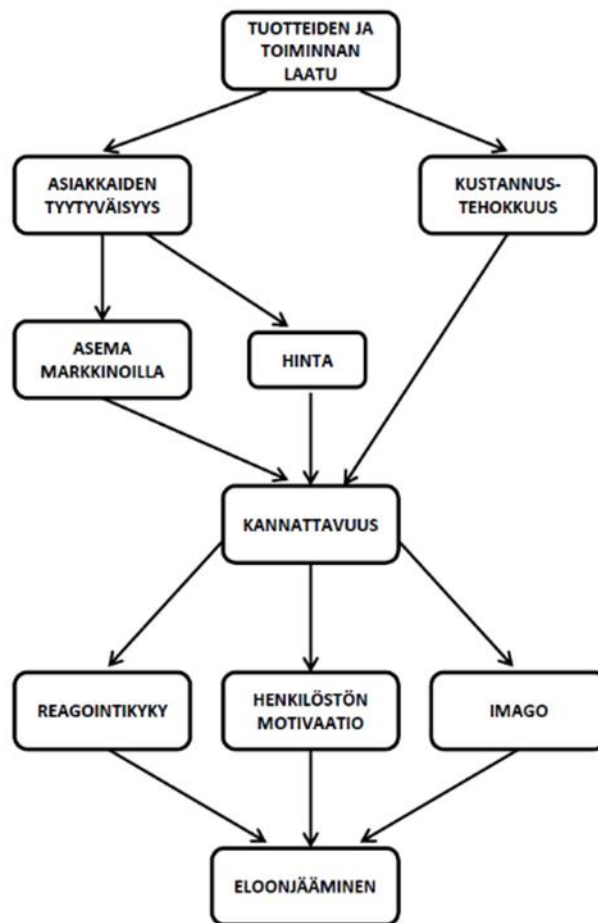 TUOTTEIDEN JA
TOIMINNAN
LAATU
ASIAKKAIDEN
TYYTYVÄISYYS
KUSTANNUS-
TEHOKKUUS
ASEMA
MARKKINOILLA
HINTA
KANNATTAVUUS
REAGOINTIKYKY
HENKILÖSTÖN
MOTIVAATIO
IMAGO
ELOONJÄÄMINEN